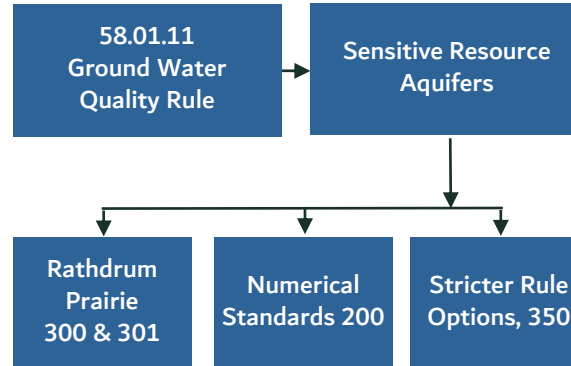 58.01.11
Ground Water
Quality Rule
Sensitive Resource
Aquifers
Rathdrum
Prairie
300 & 301
Numerical
Standards 200
Stricter Rule
Options, 350